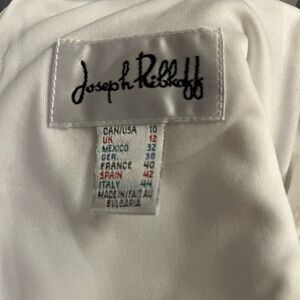 Joseph Ribkoff
CAN/USA 10
UK 12
MEXICO 32
GER. 38
FRANCE 40
SPAIN 42
ITALY 44
MADE IN/FAIT AU
BULGARIA